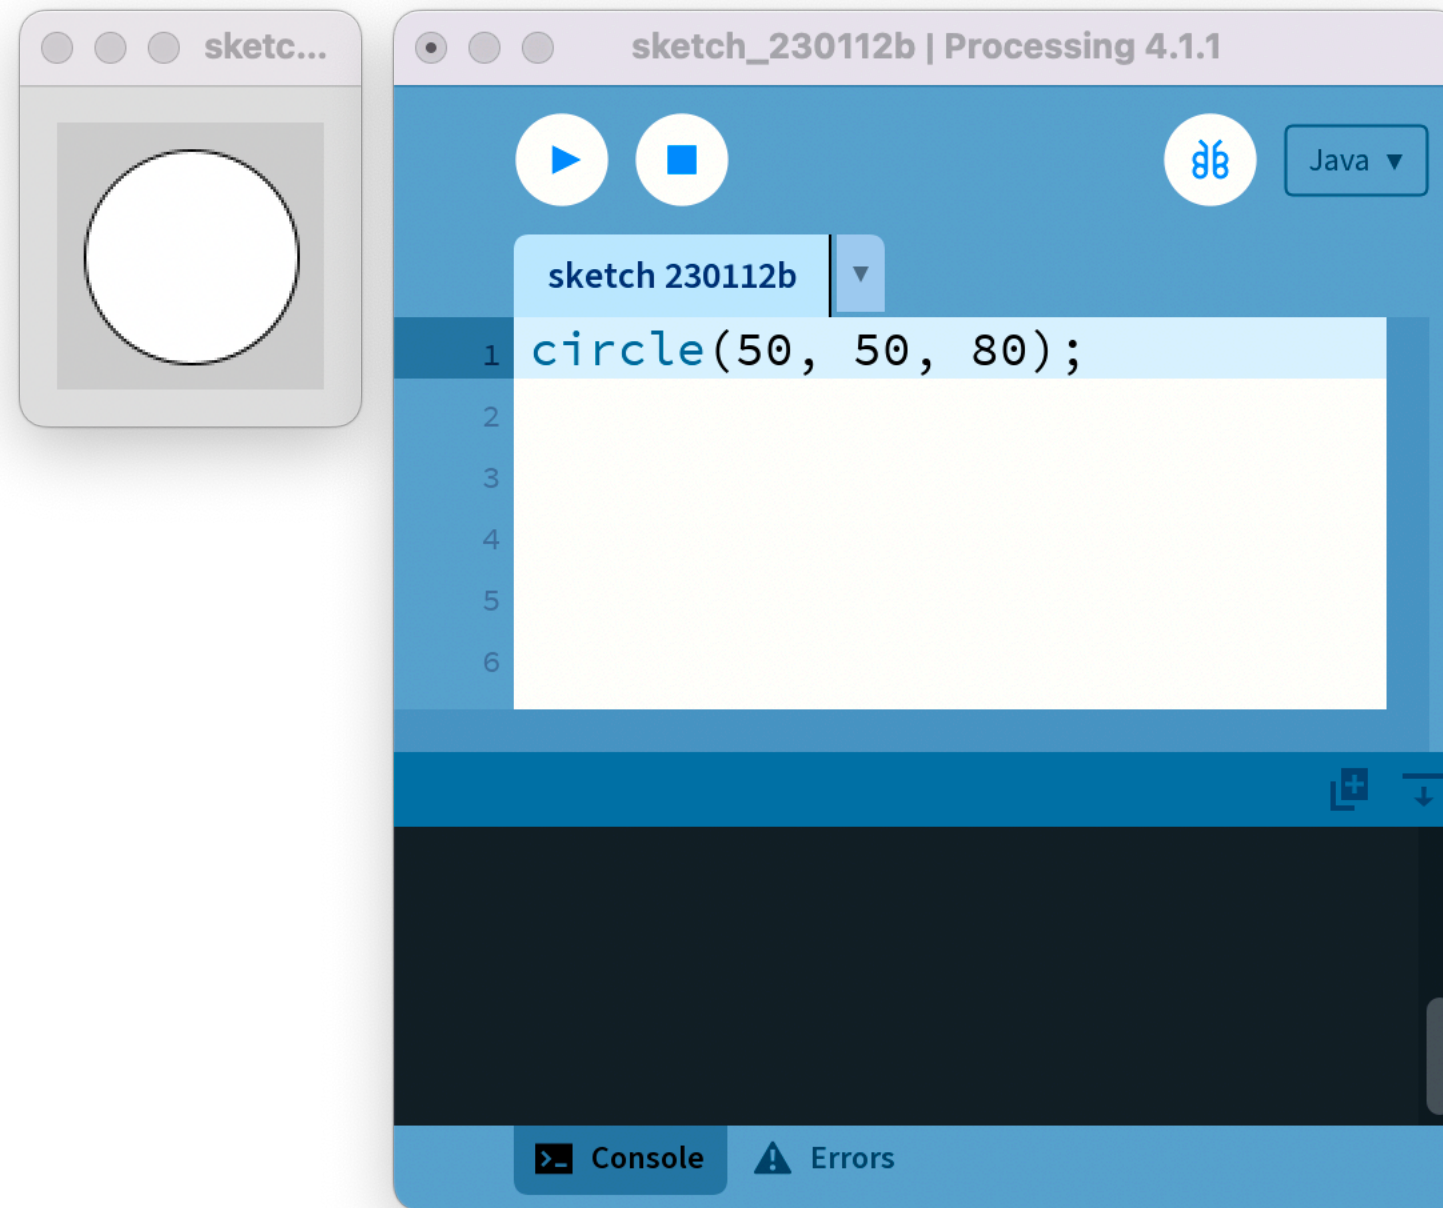 sketc...
sketch_230112b | Processing 4.1.1
Java
sketch 230112b
1 circle(50, 50, 80);
2
3
4
5
6
Console
Errors